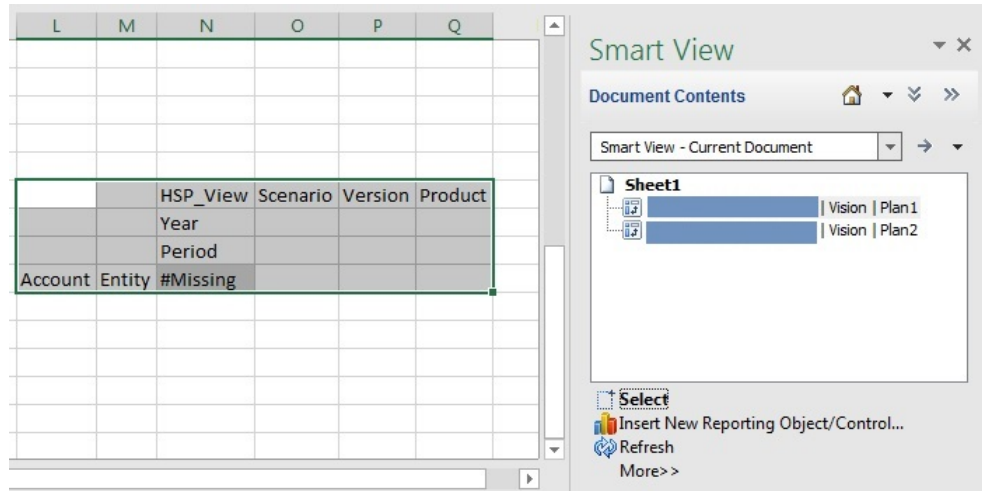 L M N O P Q
HSP_View Scenario Version Product
Year
Period
Account Entity #Missing
Smart View
Document Contents
Smart View - Current Document
Sheet1
| Vision | Plan1
| Vision | Plan2
Select
Insert New Reporting Object/Control...
Refresh
More>>